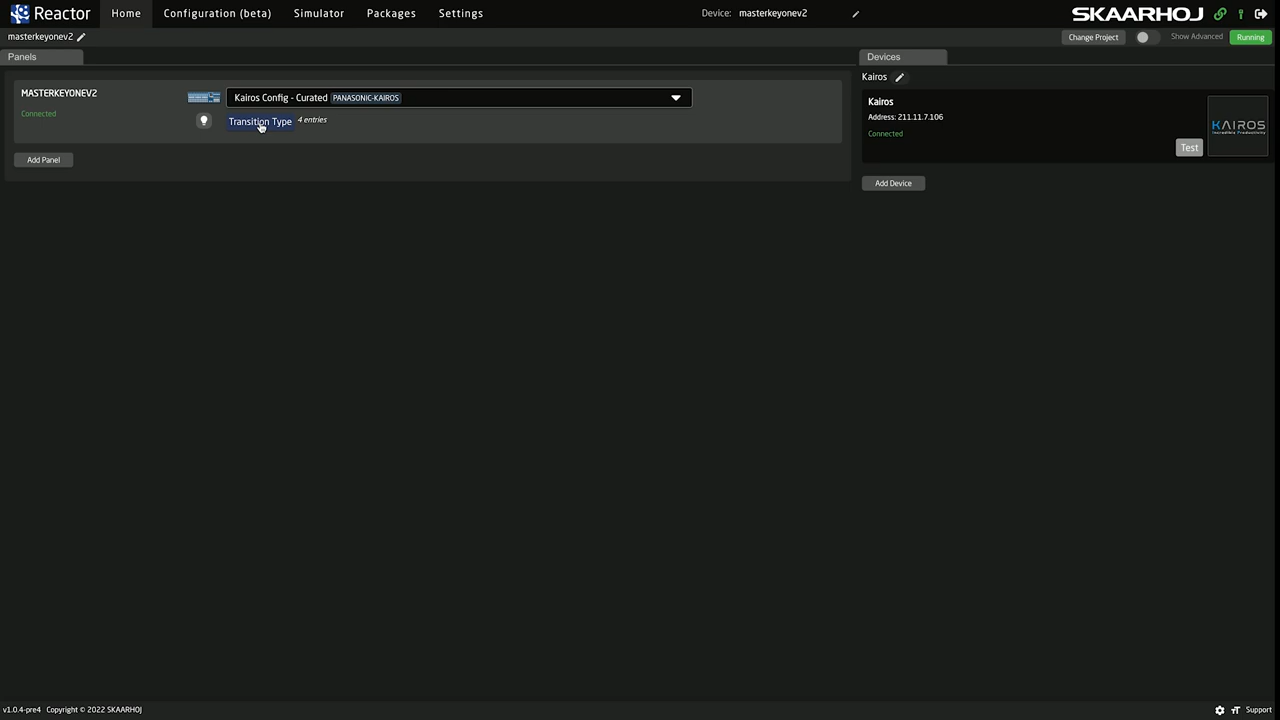 Reactor Home Configuration (beta) Simulator Packages Settings Device: masterkeyonev2 SKAARHOJ
masterkeyonev2 Change Project Show Advanced Running
Panels Devices
Kairos
MASTERKEYONEV2 Kairos Config - Curated PANASONIC-KAIROS
Connected Transition Type 4 entries
Kairos
Address: 211.11.7.106
Connected
KAIROS
Incredible Productivity
Test
Add Panel
Add Device
v1.0.4-pre4 Copyright © 2022 SKAARHOJ Support